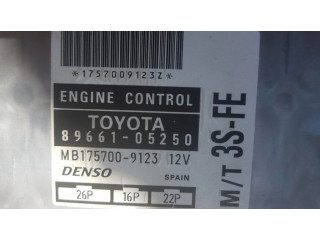 *1757009123Z*
ENGINE CONTROL
TOYOTA
89661-05250
MB175700-9123 12V
DENSO SPAIN
26P 16P 22P
M/T 3S-FE